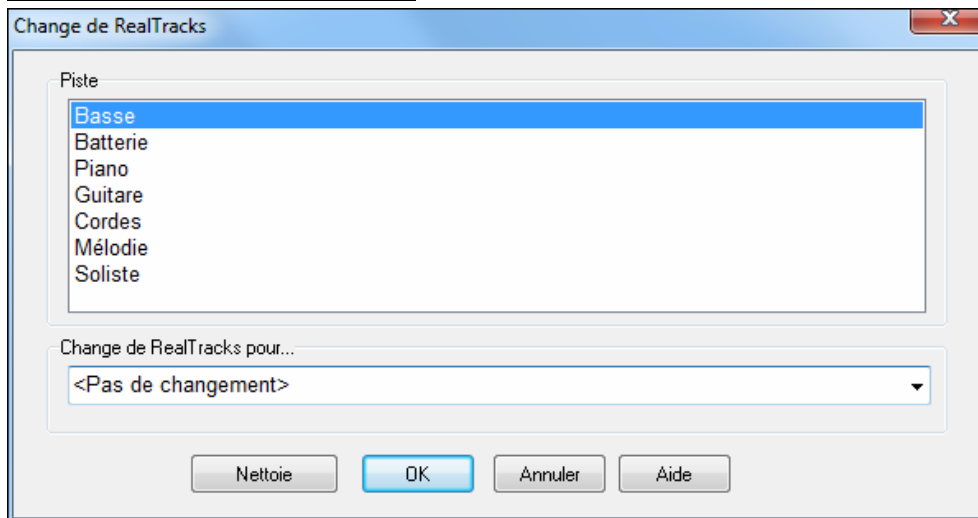 Change de RealTracks
X
Piste
Basse
Batterie
Piano
Guitare
Cordes
Mélodie
Soliste
Change de RealTracks pour...
<Pas de changement>
Nettoie
OK
Annuler
Aide